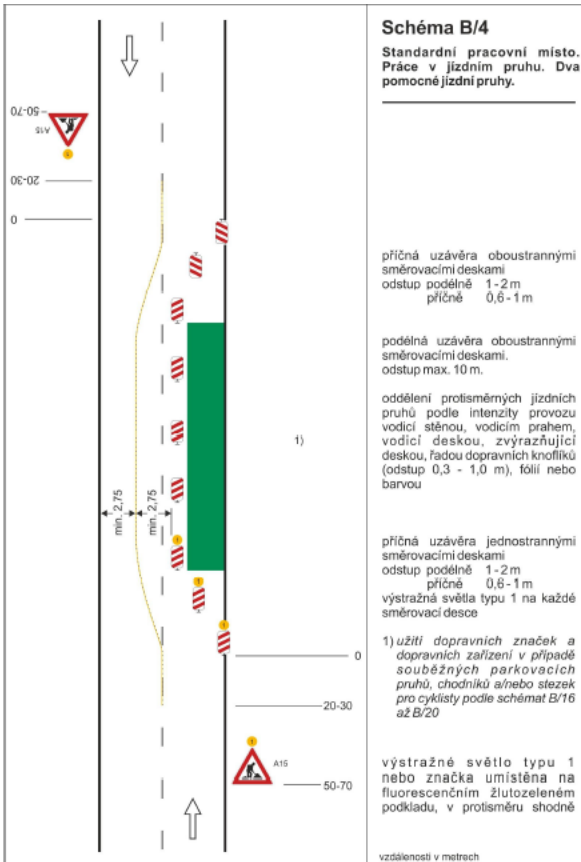 Schéma B/4
Standardní pracovní místo.
Práce v jízdním pruhu. Dva
pomocné jízdní pruhy.
50-70
A15
1
20-30
0
příčná uzávěra oboustrannými
směrovacími deskami
odstup podélně 1-2 m
příčně 0,6-1 m
podélná uzávěra oboustrannými
směrovacími deskami.
odstup max. 10 m.
1)
oddělení protisměrných jízdních
pruhů podle intenzity provozu
vodicí stěnou, vodicím prahem,
vodicí deskou, zvýrazňující
deskou, řadou dopravních knoflíků
(odstup 0,3 - 1,0 m), fólií nebo
barvou
min. 2,75
min. 2,75
příčná uzávěra jednostrannými
směrovacími deskami
odstup podélně 1-2 m
příčně 0,6-1 m
výstražná světla typu 1 na každé
směrovací desce
1
1
1
0
1) užití dopravních značek a
dopravních zařízení v případě
souběžných parkovacích
pruhů, chodníků a/nebo stezek
pro cyklisty podle schémat B/16
až B/20
20-30
1
A15
50-70
výstražné světlo typu 1
nebo značka umístěna na
fluorescenčním žlutozeleném
podkladu, v protisměru shodně
vzdálenosti v metrech